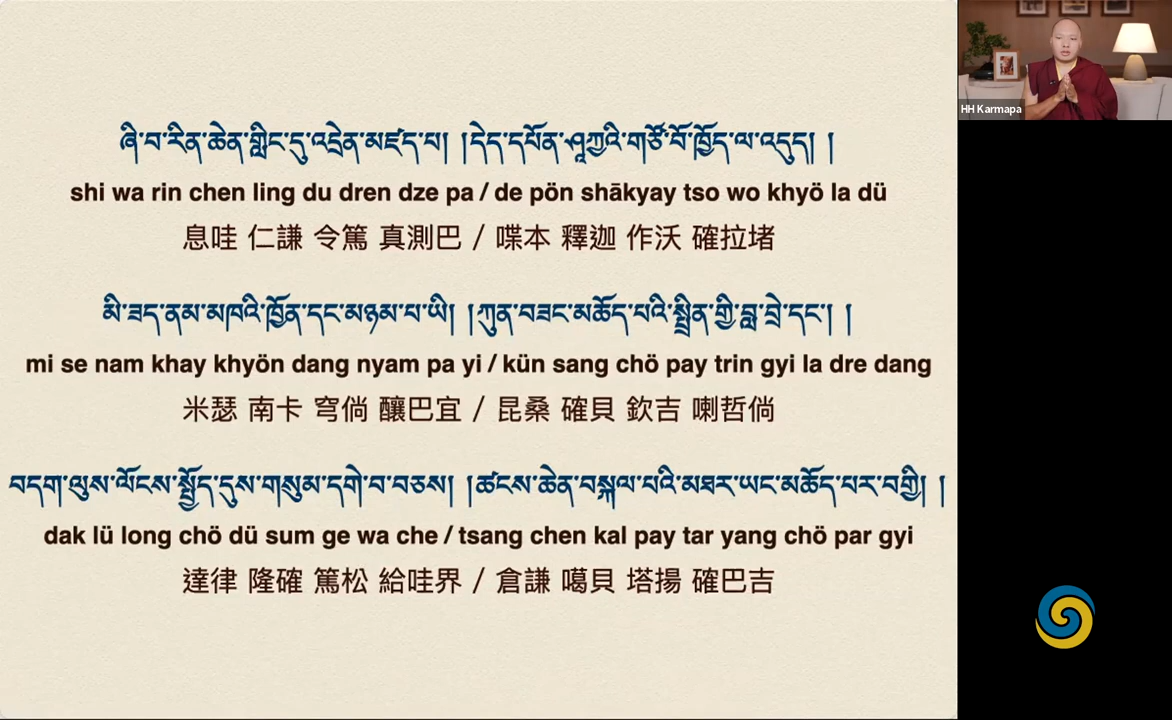 ཞི་བ་རིན་ཆེན་གླིང་དུ་འདྲེན་མཛད་པ། །དེད་དཔོན་ཤཱཀྱའི་གཙོ་བོ་ཁྱོད་ལ་འདུད། །
shi wa rin chen ling du dren dze pa / de pön shākyay tso wo khyö la dü
息哇 仁謙 令篤 真測巴 / 喋本 釋迦 作沃 確拉堵
མི་ཟད་ནམ་མཁའི་ཁྱོན་དང་མཉམ་པ་ཡི། །ཀུན་བཟང་མཆོད་པའི་སྤྲིན་གྱི་བླ་བྲེ་དང་། །
mi se nam khay khyön dang nyam pa yi / kün sang chö pay trin gyi la dre dang
米瑟 南卡 穹倘 釀巴宜 / 昆桑 確貝 欽吉 喇哲倘
བདག་ལུས་ལོངས་སྤྱོད་དུས་གསུམ་དགེ་བ་བཅས། །ཚངས་ཆེན་བསྐལ་པའི་མཐར་ཡང་མཆོད་པར་བགྱི། །
dak lü long chö dü sum ge wa che / tsang chen kal pay tar yang chö par gyi
達律 隆確 篤松 給哇界 / 倉謙 噶貝 塔揚 確巴吉
HH Karmapa